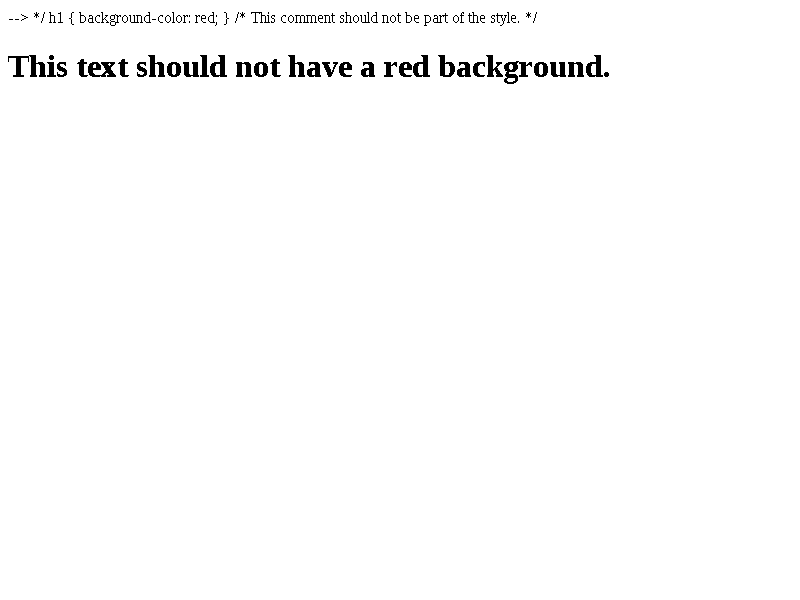 --> */ h1 { background-color: red; } /* This comment should not be part of the style. */
This text should not have a red background.